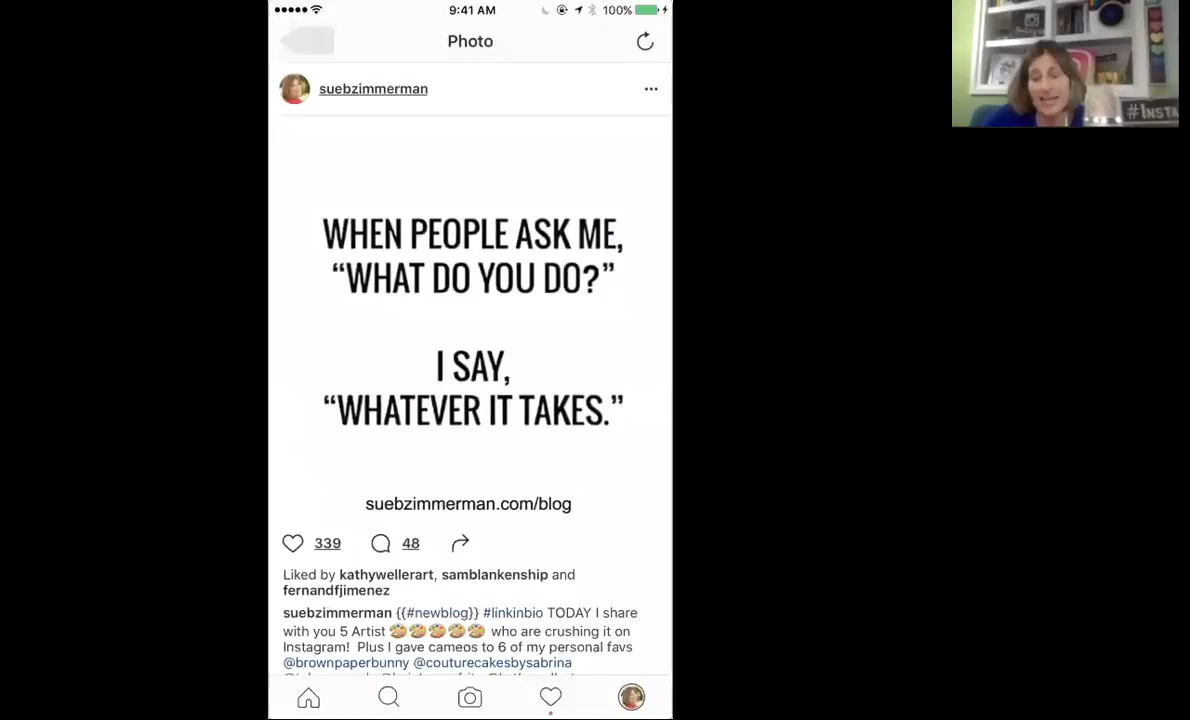 9:41 AM 100%
Photo
suebzimmerman
WHEN PEOPLE ASK ME,
“WHAT DO YOU DO?”
I SAY,
“WHATEVER IT TAKES.”
suebzimmerman.com/blog
339 48
Liked by kathywellerart, samblankenship and
fernandfjimenez
suebzimmerman {{#newblog}} #linkinbio TODAY I share
with you 5 Artist 🎨🎨🎨🎨🎨 who are crushing it on
Instagram! Plus I gave cameos to 6 of my personal favs
@brownpaperbunny @couturecakesbysabrina
#INSTA